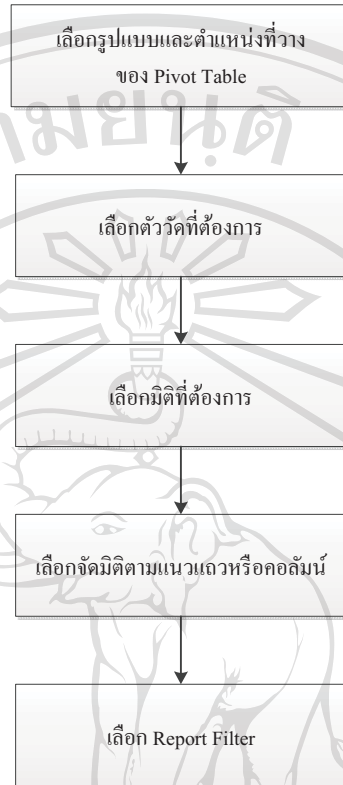 เลือกรูปแบบและตำแหน่งที่วาง
ของ Pivot Table
เลือกตัววัดที่ต้องการ
เลือกมิติที่ต้องการ
เลือกจัดมิติตามแนวแถวหรือคอลัมน์
เลือก Report Filter